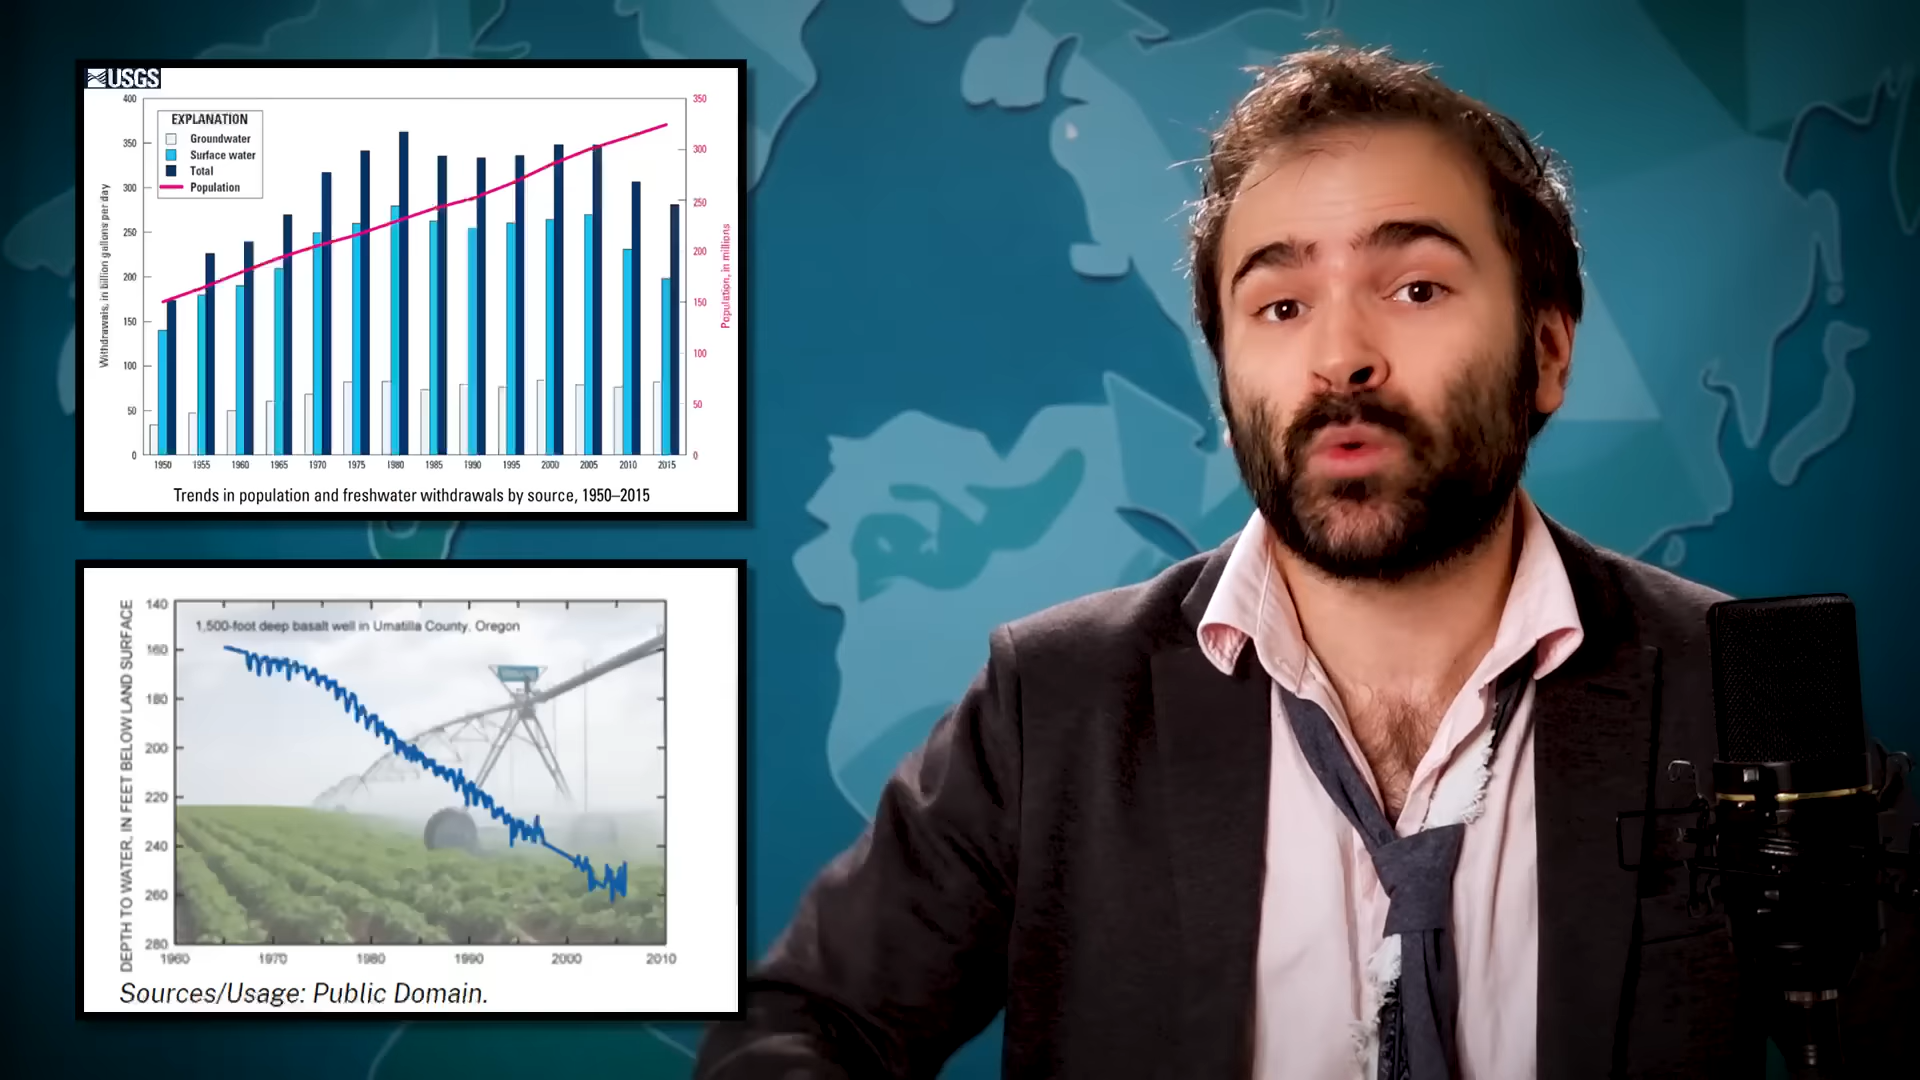 USGS
400
350
300
250
200
150
100
50
0
Withdrawals, in billion gallons per day
EXPLANATION
Groundwater
Surface water
Total
Population
350
300
250
200
150
100
50
0
Population, in millions
1950 1955 1960 1965 1970 1975 1980 1985 1990 1995 2000 2005 2010 2015
Trends in population and freshwater withdrawals by source, 1950–2015
DEPTH TO WATER, IN FEET BELOW LAND SURFACE
140
160
180
200
220
240
260
280
1,500-foot deep basalt well in Umatilla County, Oregon
1960 1970 1980 1990 2000 2010
Sources/Usage: Public Domain.